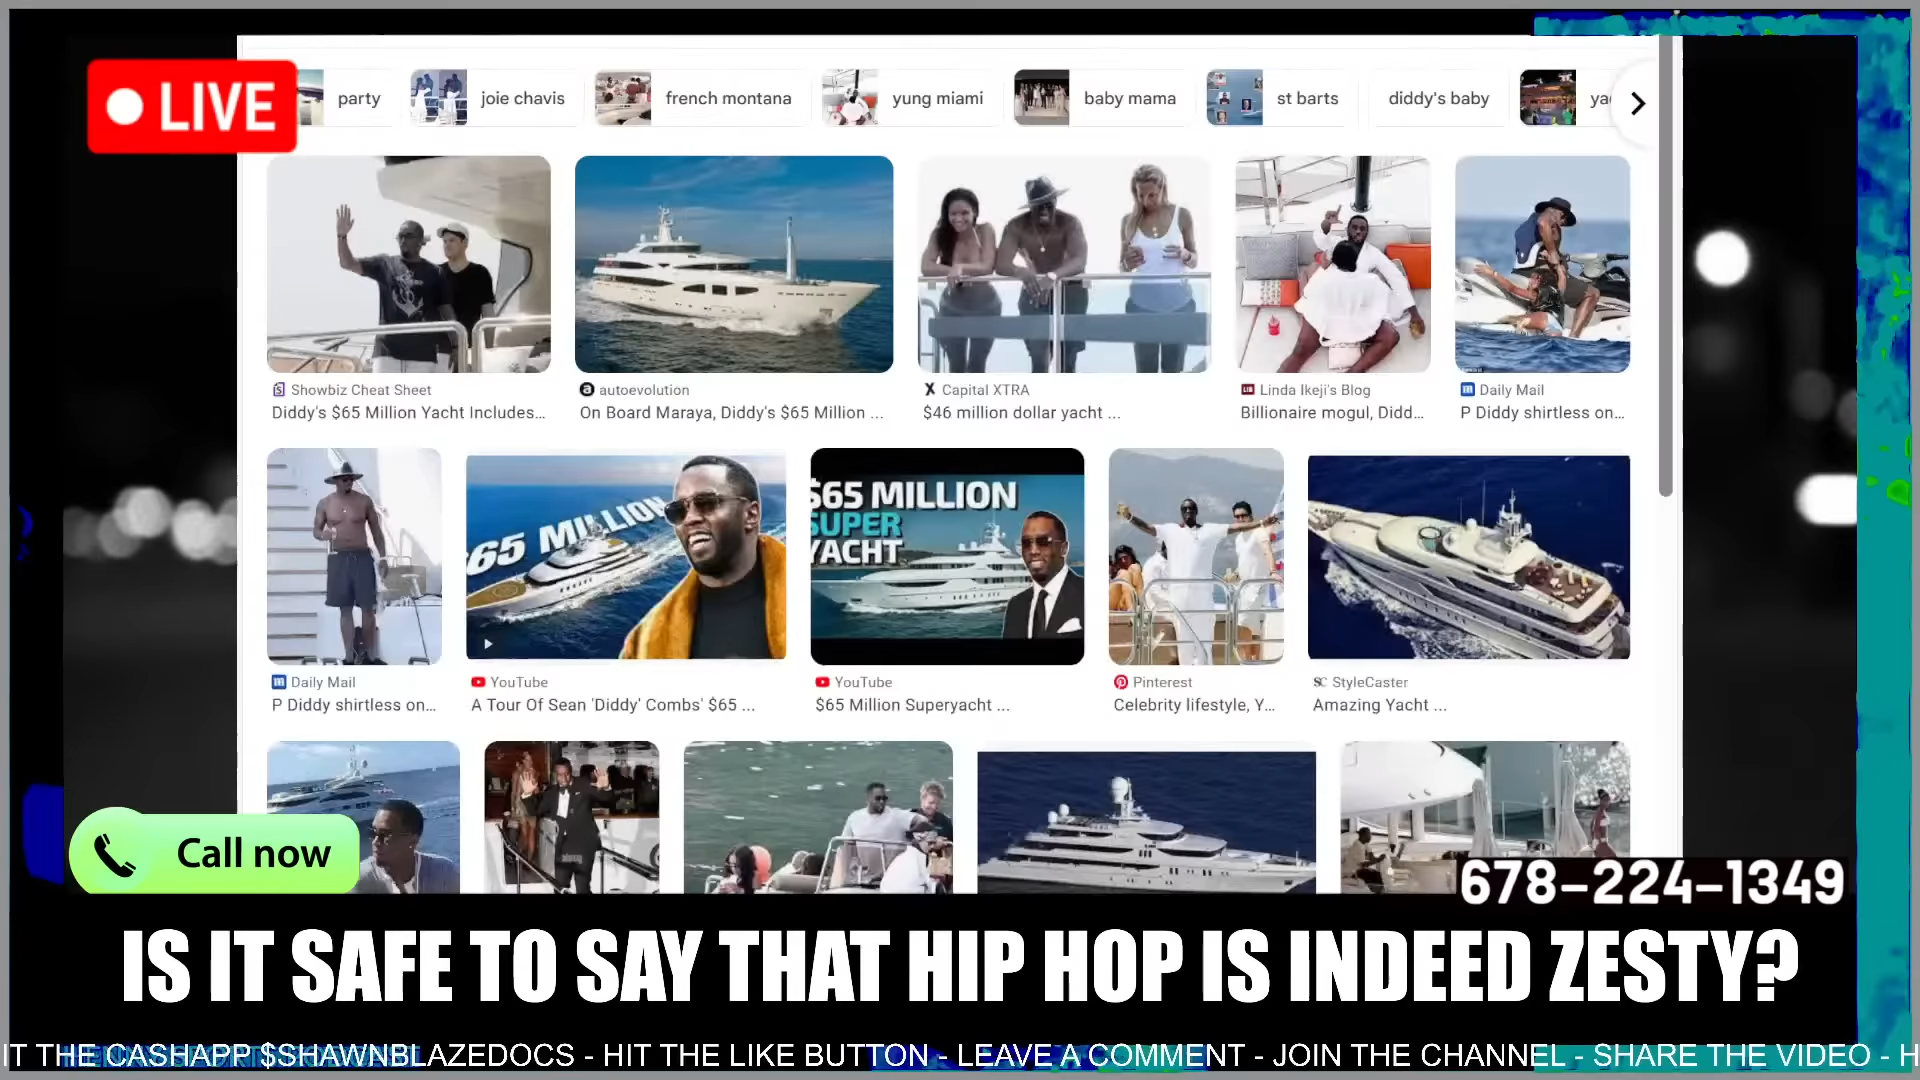 LIVE
party
joie chavis
french montana
yung miami
baby mama
st barts
diddy's baby
Showbiz Cheat Sheet
Diddy's $65 Million Yacht Includes...
autoevolution
On Board Maraya, Diddy's $65 Million ...
Capital XTRA
$46 million dollar yacht ...
Linda Ikeji's Blog
Billionaire mogul, Didd...
Daily Mail
P Diddy shirtless on...
65 MILLION
$65 MILLION
SUPER
YACHT
Daily Mail
P Diddy shirtless on...
YouTube
A Tour Of Sean 'Diddy' Combs' $65 ...
YouTube
$65 Million Superyacht ...
Pinterest
Celebrity lifestyle, Y...
StyleCaster
Amazing Yacht ...
Call now
678-224-1349
IS IT SAFE TO SAY THAT HIP HOP IS INDEED ZESTY?
IT THE CASHAPP $SHAWNBLAZEDOCS - HIT THE LIKE BUTTON - LEAVE A COMMENT - JOIN THE CHANNEL - SHARE THE VIDEO - H